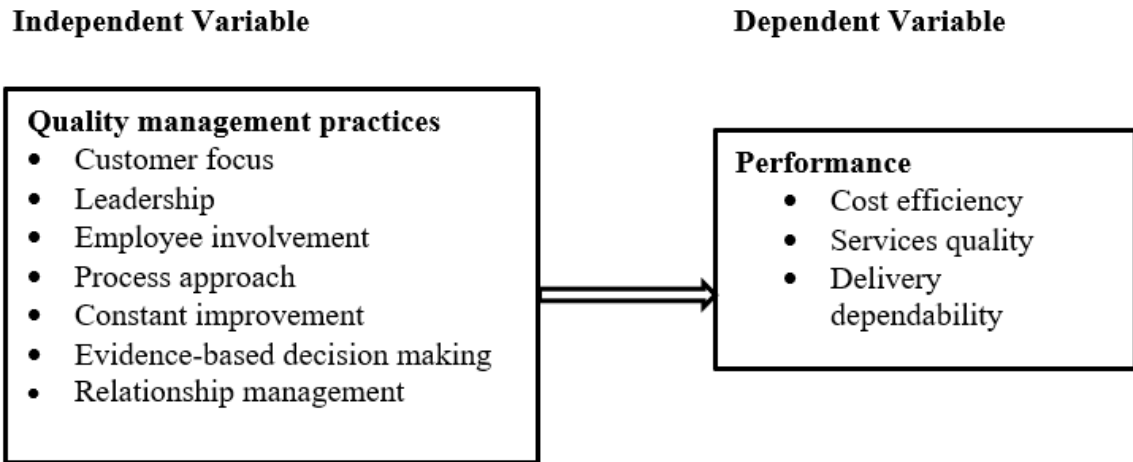 Independent Variable
Dependent Variable
Quality management practices
• Customer focus
• Leadership
• Employee involvement
• Process approach
• Constant improvement
• Evidence-based decision making
• Relationship management
Performance
• Cost efficiency
• Services quality
• Delivery
dependability